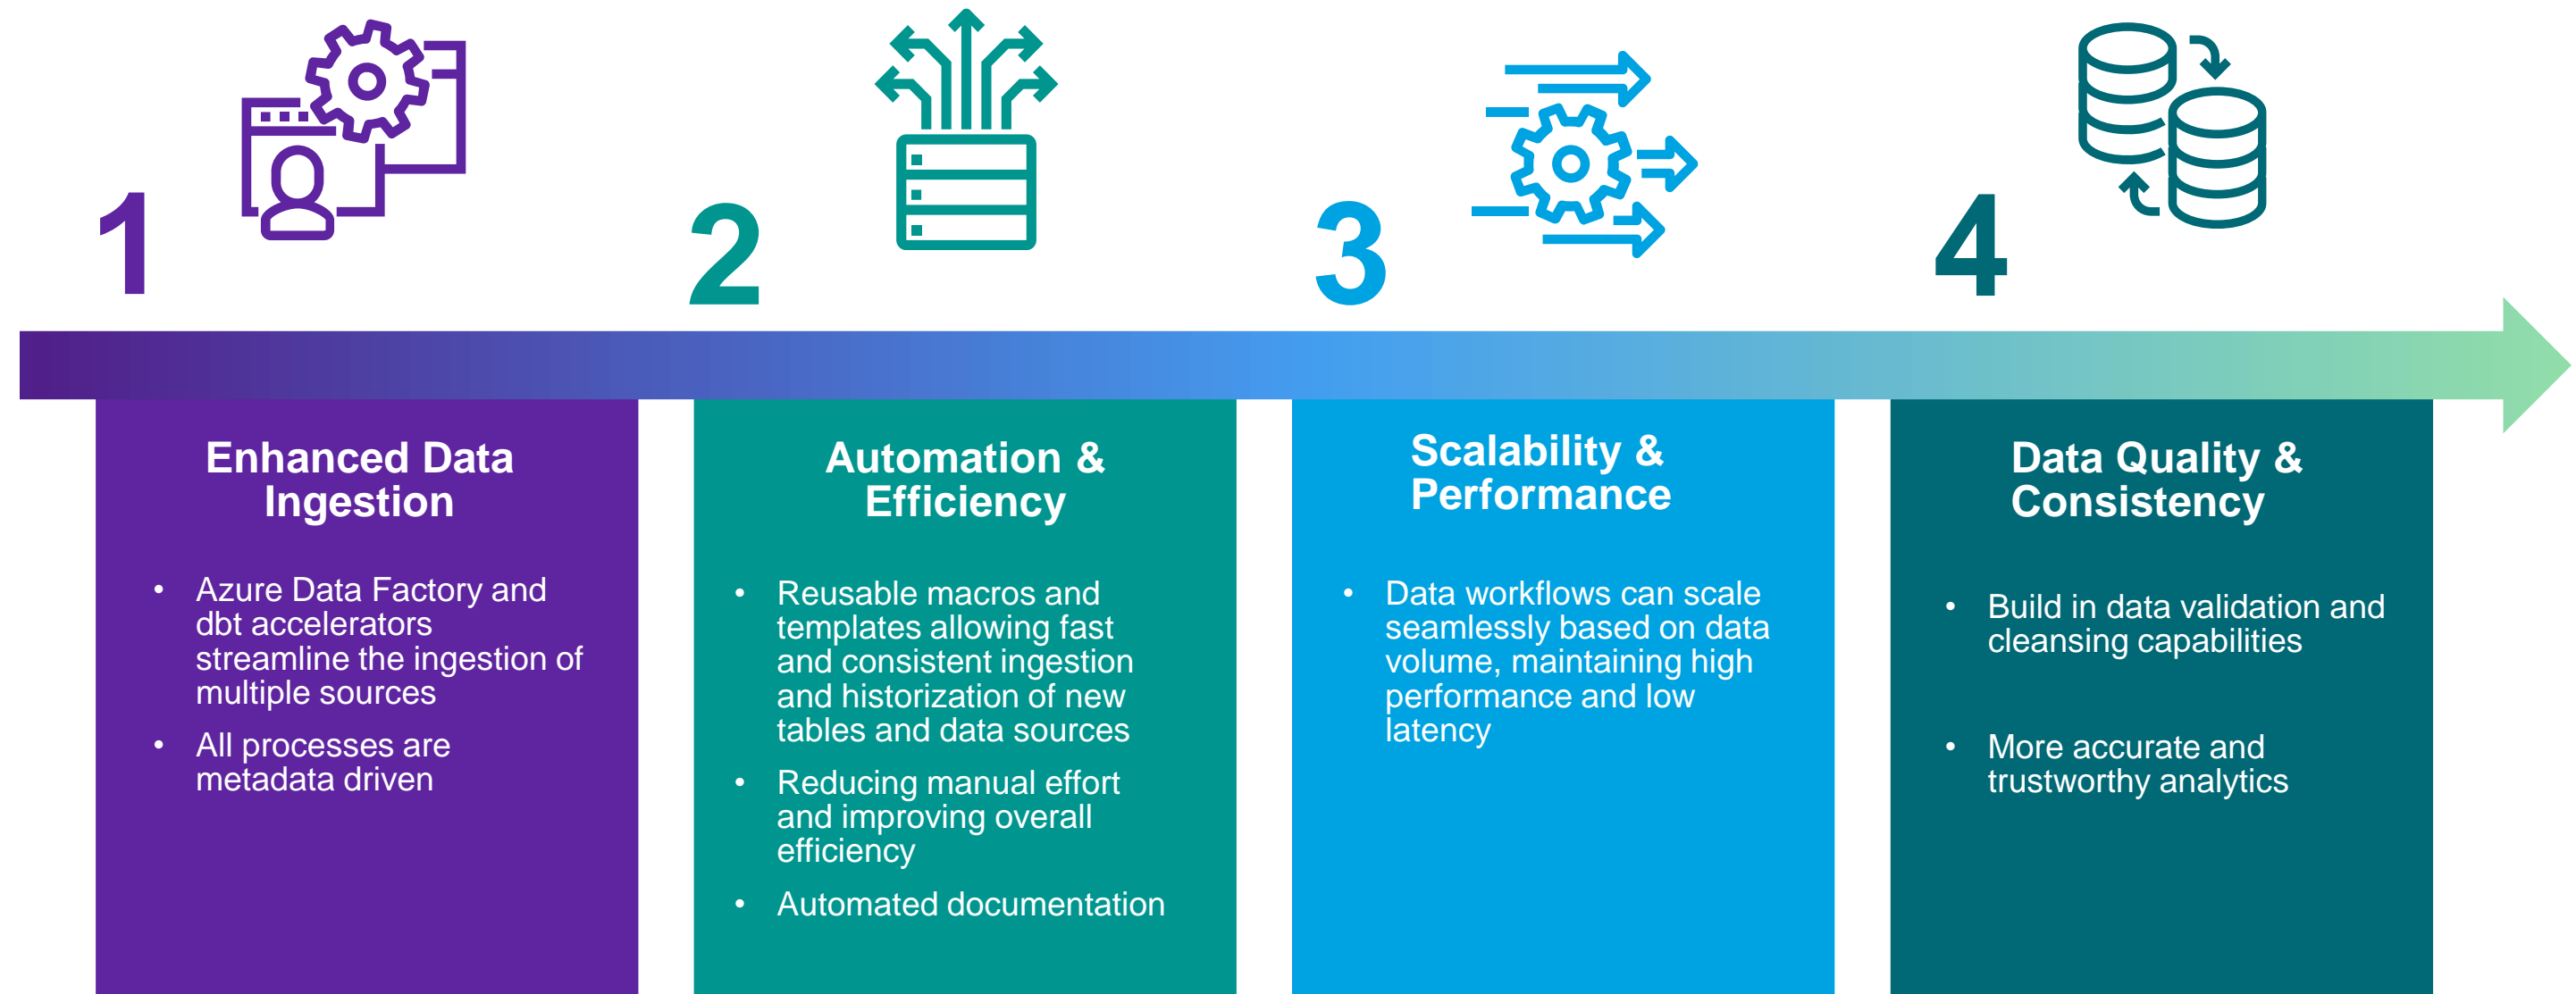 1
2
3
4
Enhanced Data
Ingestion
• Azure Data Factory and
dbt accelerators
streamline the ingestion of
multiple sources
• All processes are
metadata driven
Automation &
Efficiency
• Reusable macros and
templates allowing fast
and consistent ingestion
and historization of new
tables and data sources
• Reducing manual effort
and improving overall
efficiency
• Automated documentation
Scalability &
Performance
• Data workflows can scale
seamlessly based on data
volume, maintaining high
performance and low
latency
Data Quality &
Consistency
• Build in data validation and
cleansing capabilities
• More accurate and
trustworthy analytics